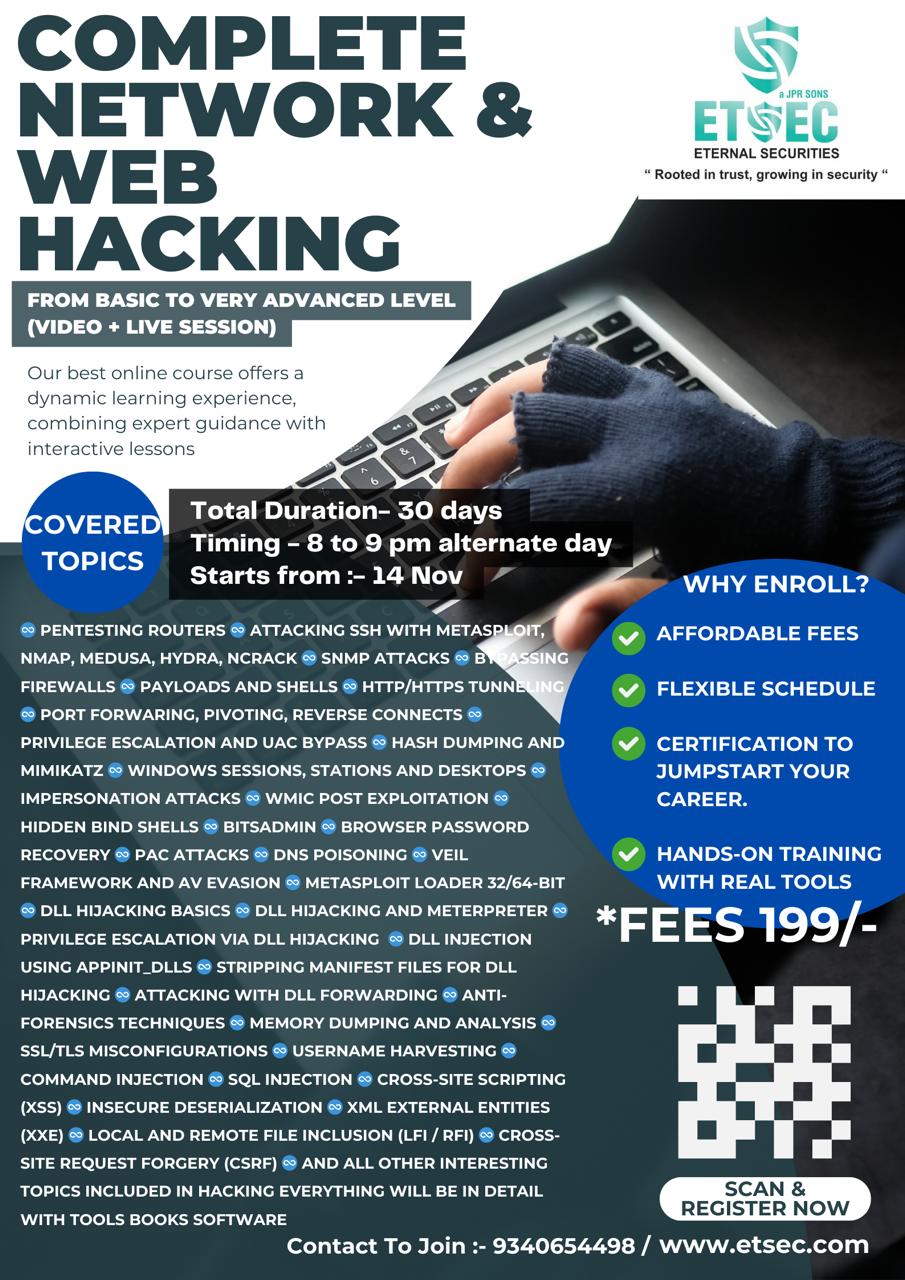 COMPLETE
NETWORK &
WEB
HACKING
a JPR SONS
ETSEC
ETERNAL SECURITIES
“ Rooted in trust, growing in security “
FROM BASIC TO VERY ADVANCED LEVEL
(VIDEO + LIVE SESSION)
Our best online course offers a
dynamic learning experience,
combining expert guidance with
interactive lessons
COVERED
TOPICS
Total Duration- 30 days
Timing - 8 to 9 pm alternate day
Starts from :- 14 Nov
♾ PENTESTING ROUTERS ♾ ATTACKING SSH WITH METASPLOIT,
NMAP, MEDUSA, HYDRA, NCRACK ♾ SNMP ATTACKS ♾ BYPASSING
FIREWALLS ♾ PAYLOADS AND SHELLS ♾ HTTP/HTTPS TUNNELING
♾ PORT FORWARING, PIVOTING, REVERSE CONNECTS ♾
PRIVILEGE ESCALATION AND UAC BYPASS ♾ HASH DUMPING AND
MIMIKATZ ♾ WINDOWS SESSIONS, STATIONS AND DESKTOPS ♾
IMPERSONATION ATTACKS ♾ WMIC POST EXPLOITATION ♾
HIDDEN BIND SHELLS ♾ BITSADMIN ♾ BROWSER PASSWORD
RECOVERY ♾ PAC ATTACKS ♾ DNS POISONING ♾ VEIL
FRAMEWORK AND AV EVASION ♾ METASPLOIT LOADER 32/64-BIT
♾ DLL HIJACKING BASICS ♾ DLL HIJACKING AND METERPRETER ♾
PRIVILEGE ESCALATION VIA DLL HIJACKING ♾ DLL INJECTION
USING APPINIT_DLLS ♾ STRIPPING MANIFEST FILES FOR DLL
HIJACKING ♾ ATTACKING WITH DLL FORWARDING ♾ ANTI-
FORENSICS TECHNIQUES ♾ MEMORY DUMPING AND ANALYSIS ♾
SSL/TLS MISCONFIGURATIONS ♾ USERNAME HARVESTING ♾
COMMAND INJECTION ♾ SQL INJECTION ♾ CROSS-SITE SCRIPTING
(XSS) ♾ INSECURE DESERIALIZATION ♾ XML EXTERNAL ENTITIES
(XXE) ♾ LOCAL AND REMOTE FILE INCLUSION (LFI / RFI) ♾ CROSS-
SITE REQUEST FORGERY (CSRF) ♾ AND ALL OTHER INTERESTING
TOPICS INCLUDED IN HACKING EVERYTHING WILL BE IN DETAIL
WITH TOOLS BOOKS SOFTWARE
WHY ENROLL?
AFFORDABLE FEES
FLEXIBLE SCHEDULE
CERTIFICATION TO
JUMPSTART YOUR
CAREER.
HANDS-ON TRAINING
WITH REAL TOOLS
*FEES 199/-
SCAN &
REGISTER NOW
Contact To Join :- 9340654498 / www.etsec.com